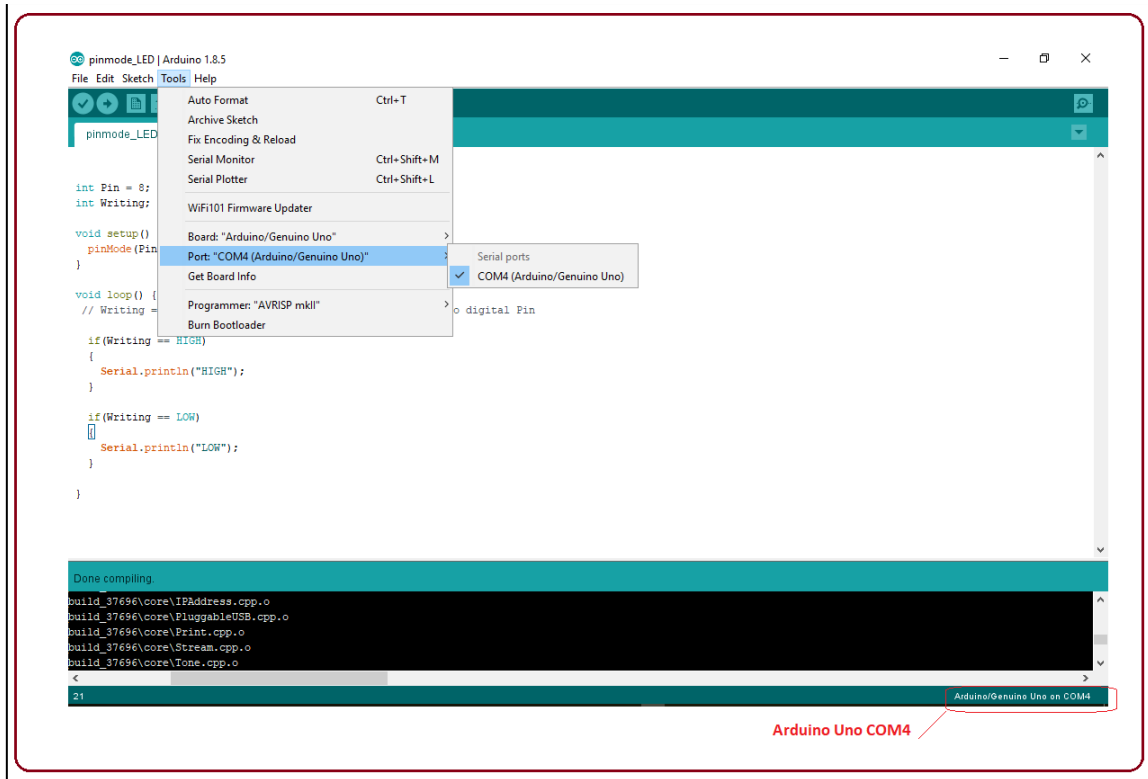 pinmode_LED | Arduino 1.8.5
File Edit Sketch Tools Help
pinmode_LED
Auto Format Ctrl+T
Archive Sketch
Fix Encoding & Reload
Serial Monitor Ctrl+Shift+M
Serial Plotter Ctrl+Shift+L
WiFi101 Firmware Updater
Board: "Arduino/Genuino Uno"
Port: "COM4 (Arduino/Genuino Uno)"
Get Board Info
Programmer: "AVRISP mkII"
Burn Bootloader
Serial ports
COM4 (Arduino/Genuino Uno)
int Pin = 8;
int Writing;
void setup()
pinMode(Pin
}
void loop() {
// Writing = o digital Pin
if(Writing == HIGH)
{
Serial.println("HIGH");
}
if(Writing == LOW)
{
Serial.println("LOW");
}
}
Done compiling.
build_37696\core\IPAddress.cpp.o
build_37696\core\PluggableUSB.cpp.o
build_37696\core\Print.cpp.o
build_37696\core\Stream.cpp.o
build_37696\core\Tone.cpp.o
21 Arduino/Genuino Uno on COM4
Arduino Uno COM4